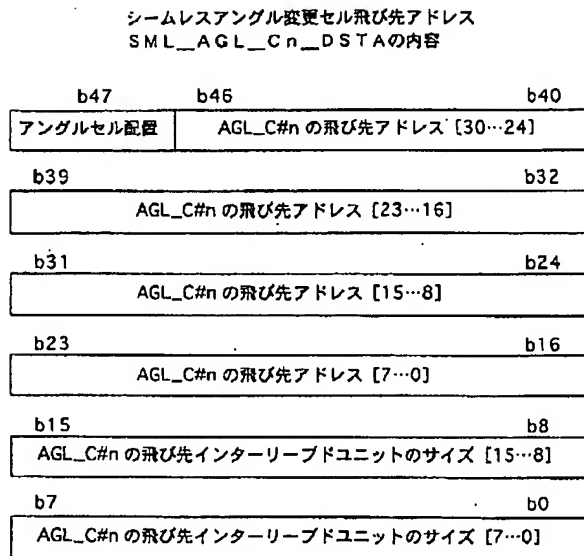 シームレスアングル変更セル飛び先アドレス
SML__AGL__Cn__DSTAの内容
b47 b46 b40
アングルセル配置 AGL_C#n の飛び先アドレス [30…24]
b39 b32
AGL_C#n の飛び先アドレス [23…16]
b31 b24
AGL_C#n の飛び先アドレス [15…8]
b23 b16
AGL_C#n の飛び先アドレス [7…0]
b15 b8
AGL_C#n の飛び先インターリーブドユニットのサイズ [15…8]
b7 b0
AGL_C#n の飛び先インターリーブドユニットのサイズ [7…0]